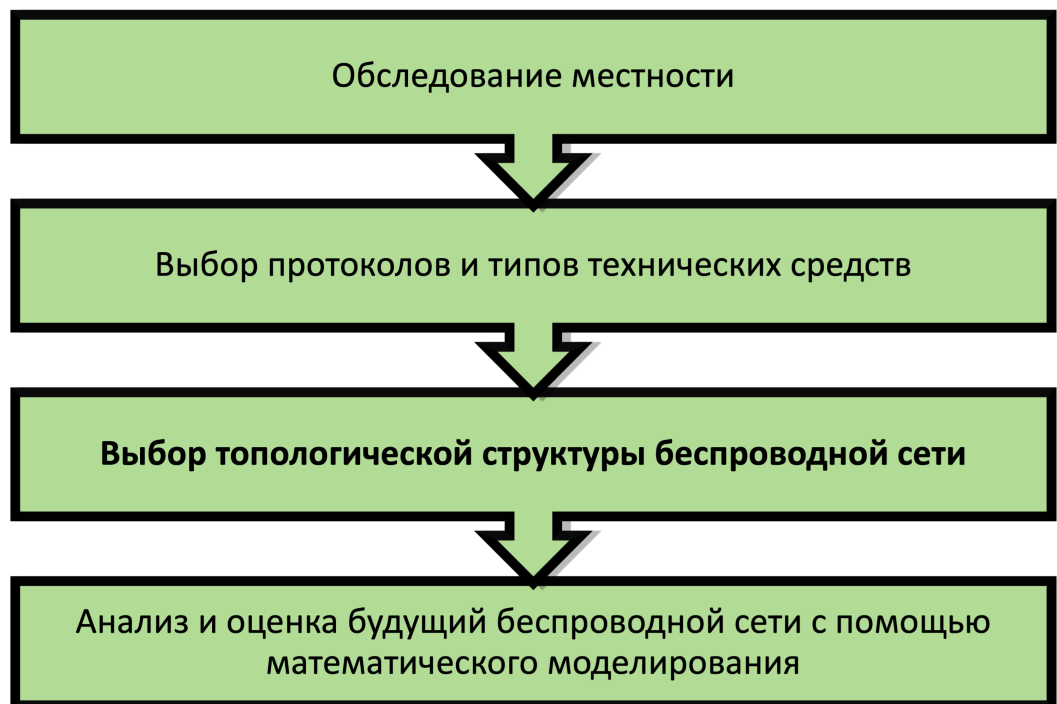 Обследование местности
Выбор протоколов и типов технических средств
Выбор топологической структуры беспроводной сети
Анализ и оценка будущий беспроводной сети с помощью
математического моделирования